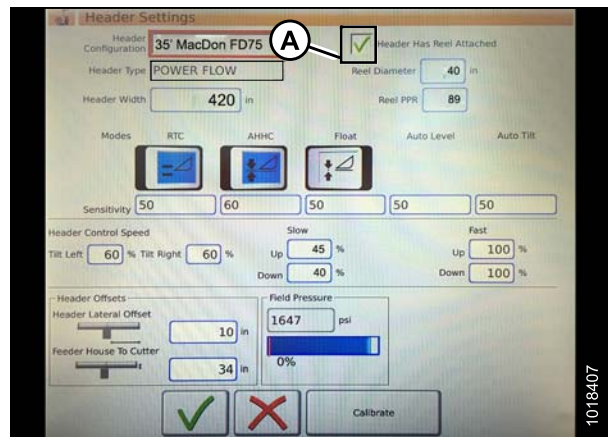 Header Settings
Header Configuration 35' MacDon FD75
A
Header Has Reel Attached
Header Type POWER FLOW
Reel Diameter 40 in
Header Width 420 in
Reel PPR 89
Modes RTC AHHC Float Auto Level Auto Tilt
Sensitivity 50 60 50 50 50
Header Control Speed
Slow
Fast
Tilt Left 60 % Tilt Right 60 %
Up 45 %
Up 100 %
Down 40 %
Down 100 %
Header Offsets
Field Pressure
Header Lateral Offset
10 in
1647 psi
Feeder House To Cutter
34 in
0%
Calibrate
1018407